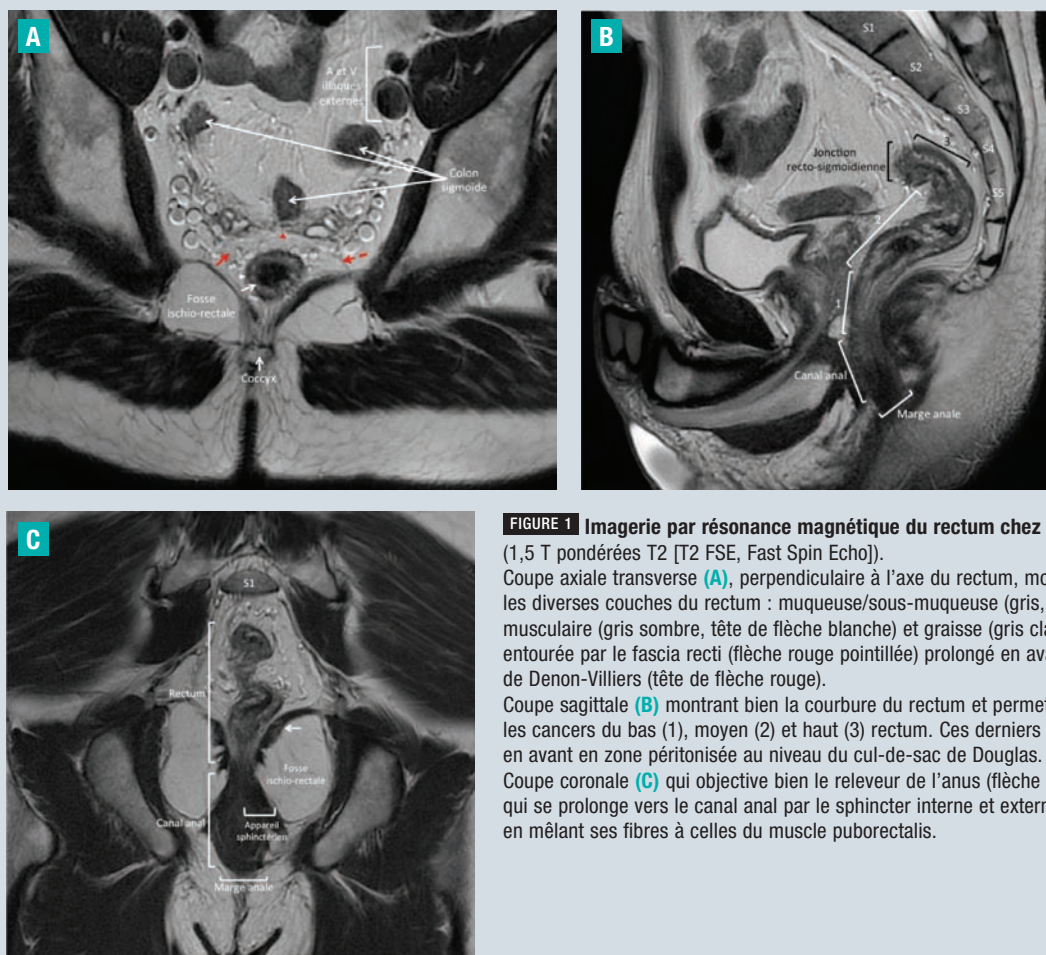 A
A et V
iliaques
externes
Colon
sigmoïde
Fosse
ischio-rectale
Coccyx
B
S1
S2
S3
S4
S5
3
Jonction
recto-sigmoïdienne
2
1
Canal anal
Marge anale
C
S1
Rectum
Fosse
ischio-rectale
Canal anal
Appareil
sphinctérien
Marge anale
FIGURE 1 Imagerie par résonance magnétique du rectum chez
(1,5 T pondérées T2 [T2 FSE, Fast Spin Echo]).
Coupe axiale transverse (A), perpendiculaire à l’axe du rectum, mo
les diverses couches du rectum : muqueuse/sous-muqueuse (gris,
musculaire (gris sombre, tête de flèche blanche) et graisse (gris cla
entourée par le fascia recti (flèche rouge pointillée) prolongé en ava
de Denon-Villiers (tête de flèche rouge).
Coupe sagittale (B) montrant bien la courbure du rectum et permet
les cancers du bas (1), moyen (2) et haut (3) rectum. Ces derniers
en avant en zone péritonisée au niveau du cul-de-sac de Douglas.
Coupe coronale (C) qui objective bien le releveur de l’anus (flèche
qui se prolonge vers le canal anal par le sphincter interne et extern
en mêlant ses fibres à celles du muscle puborectalis.